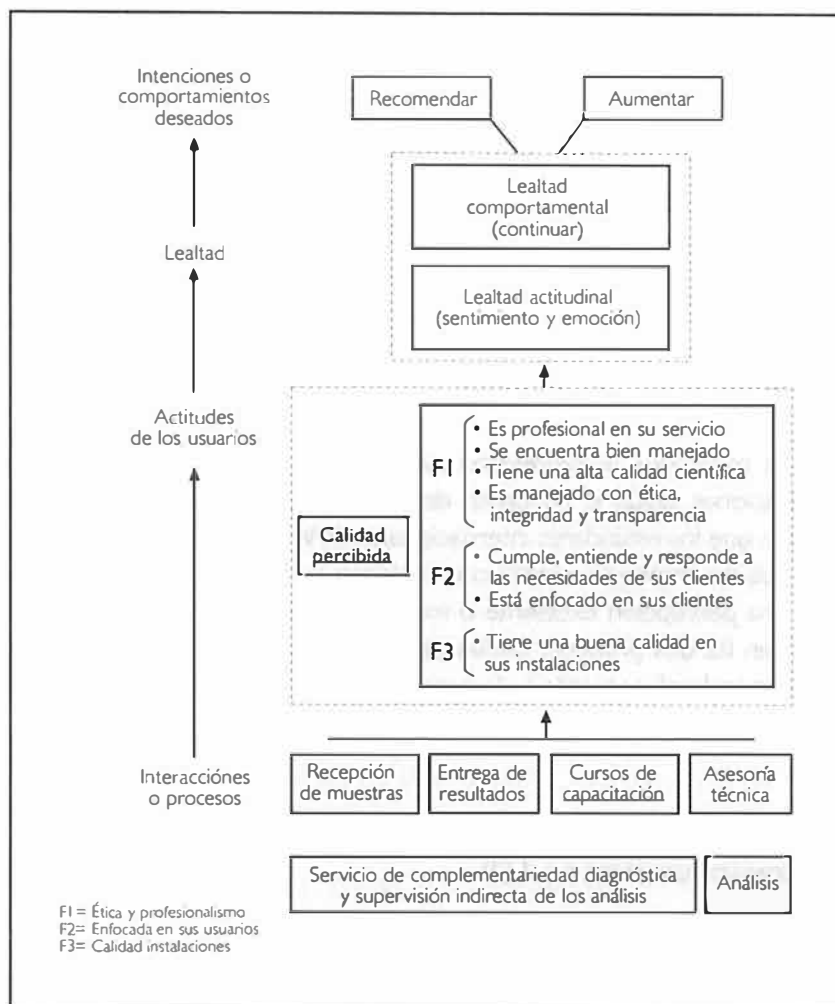 Intenciones o
comportamientos
deseados
Recomendar
Aumentar
Lealtad
comportamental
(continuar)
Lealtad
Lealtad actitudinal
(sentimiento y emoción)
Actitudes
de los usuarios
Calidad
percibida
F1
• Es profesional en su servicio
• Se encuentra bien manejado
• Tiene una alta calidad científica
• Es manejado con ética,
integridad y transparencia
F2
• Cumple, entiende y responde a
las necesidades de sus clientes
• Está enfocado en sus clientes
F3
• Tiene una buena calidad en
sus instalaciones
Interacciónes
o procesos
Recepción
de muestras
Entrega de
resultados
Cursos de
capacitación
Asesoría
técnica
Servicio de complementariedad diagnóstica
y supervisión indirecta de los análisis
Análisis
F1= Ética y profesionalismo
F2= Enfocada en sus usuarios
F3= Calidad instalaciones